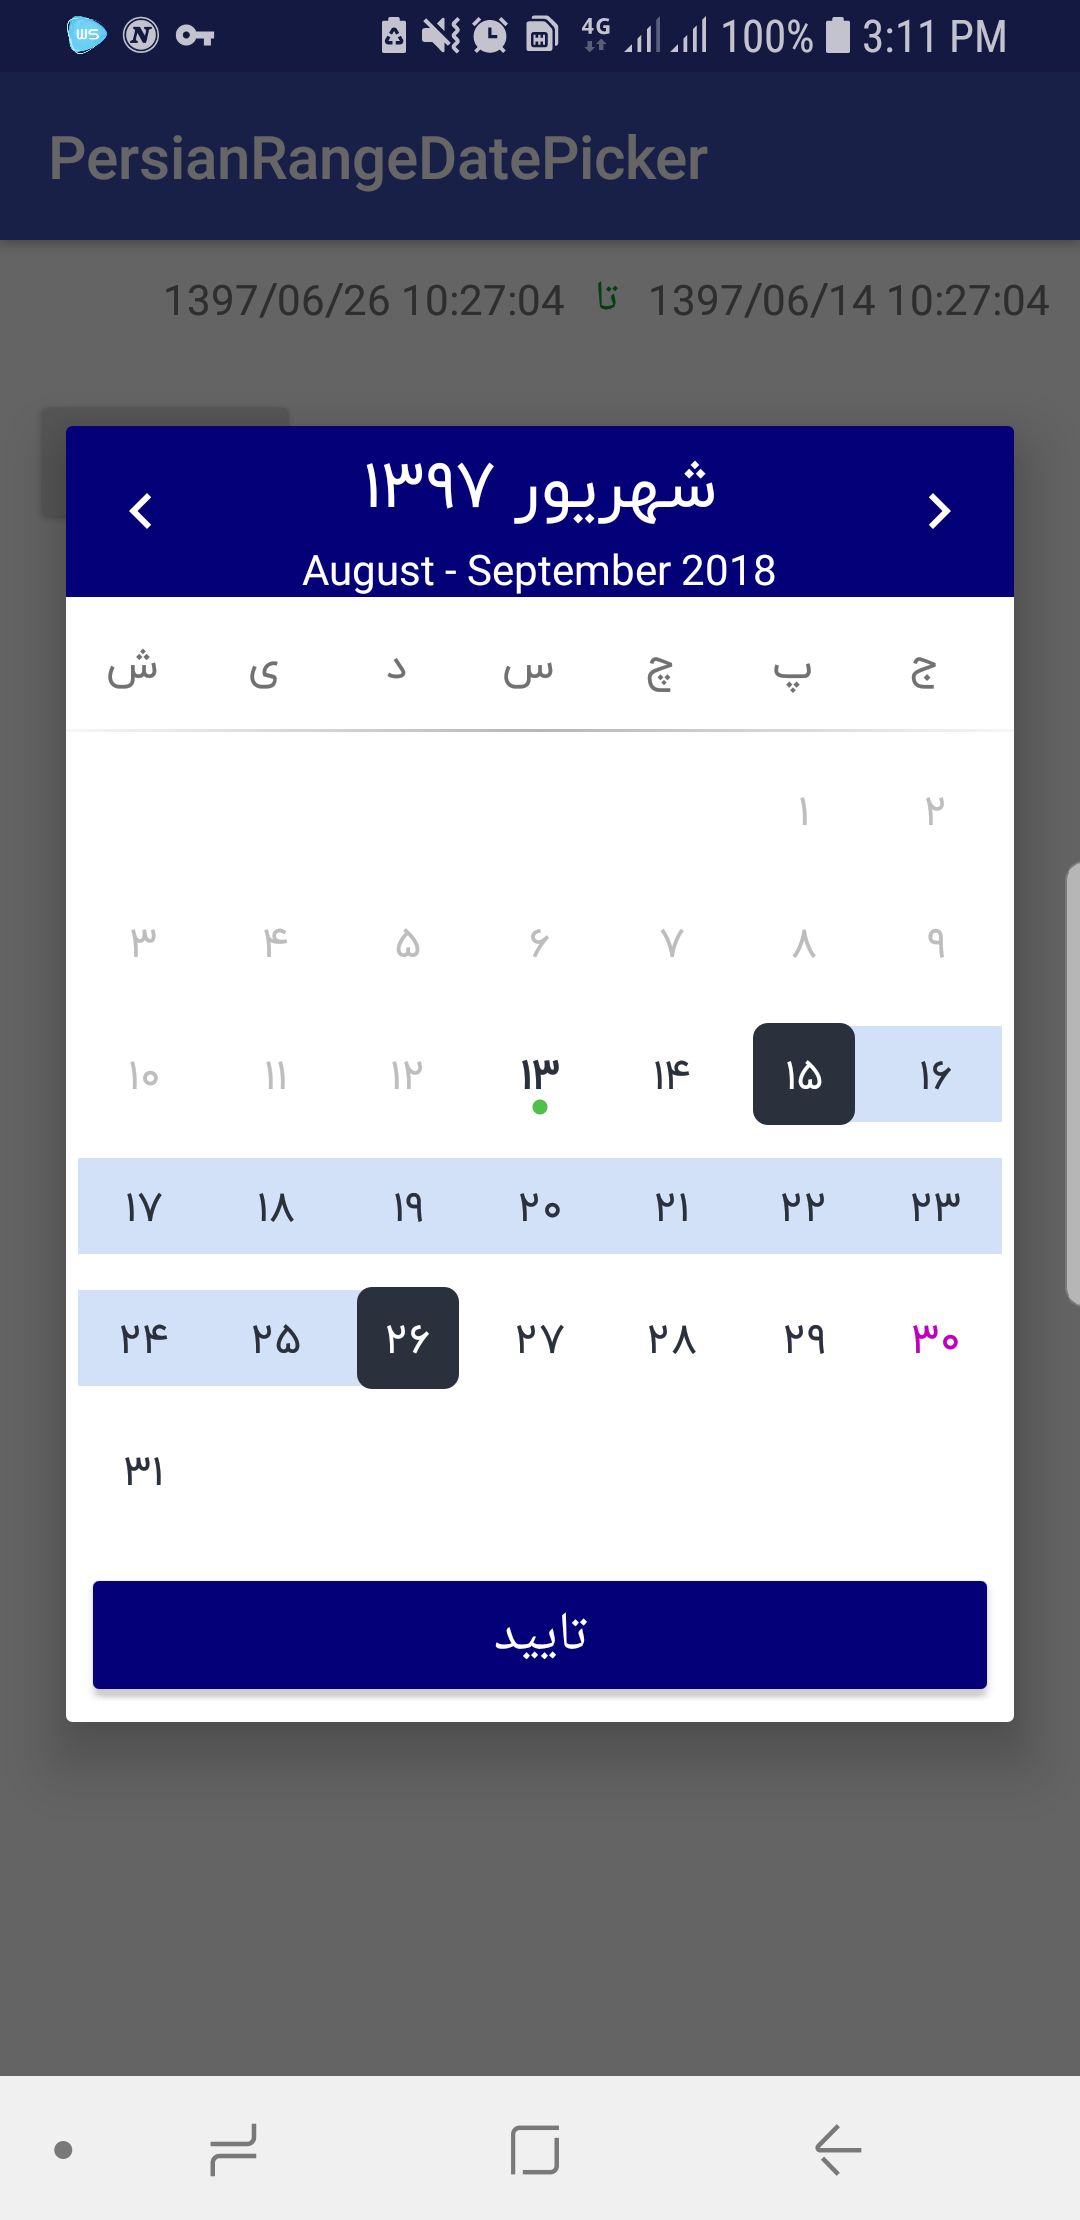 WS N 4G 100% 3:11 PM
PersianRangeDatePicker
1397/06/26 10:27:04 تا 1397/06/14 10:27:04
شهریور ۱۳۹۷
August - September 2018
ش ی د س چ پ ج
۱ ۲
۳ ۴ ۵ ۶ ۷ ۸ ۹
۱۰ ۱۱ ۱۲ ۱۳ ۱۴ ۱۵ ۱۶
۱۷ ۱۸ ۱۹ ۲۰ ۲۱ ۲۲ ۲۳
۲۴ ۲۵ ۲۶ ۲۷ ۲۸ ۲۹ ۳۰
۳۱
تایید